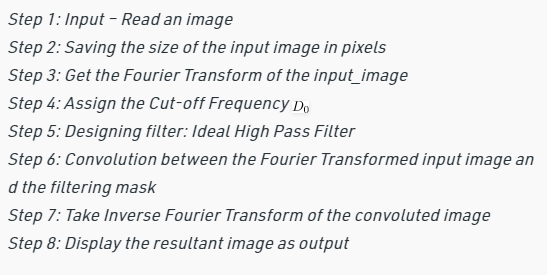 Step 1: Input – Read an image
Step 2: Saving the size of the input image in pixels
Step 3: Get the Fourier Transform of the input_image
Step 4: Assign the Cut-off Frequency D₀
Step 5: Designing filter: Ideal High Pass Filter
Step 6: Convolution between the Fourier Transformed input image an
d the filtering mask
Step 7: Take Inverse Fourier Transform of the convoluted image
Step 8: Display the resultant image as output